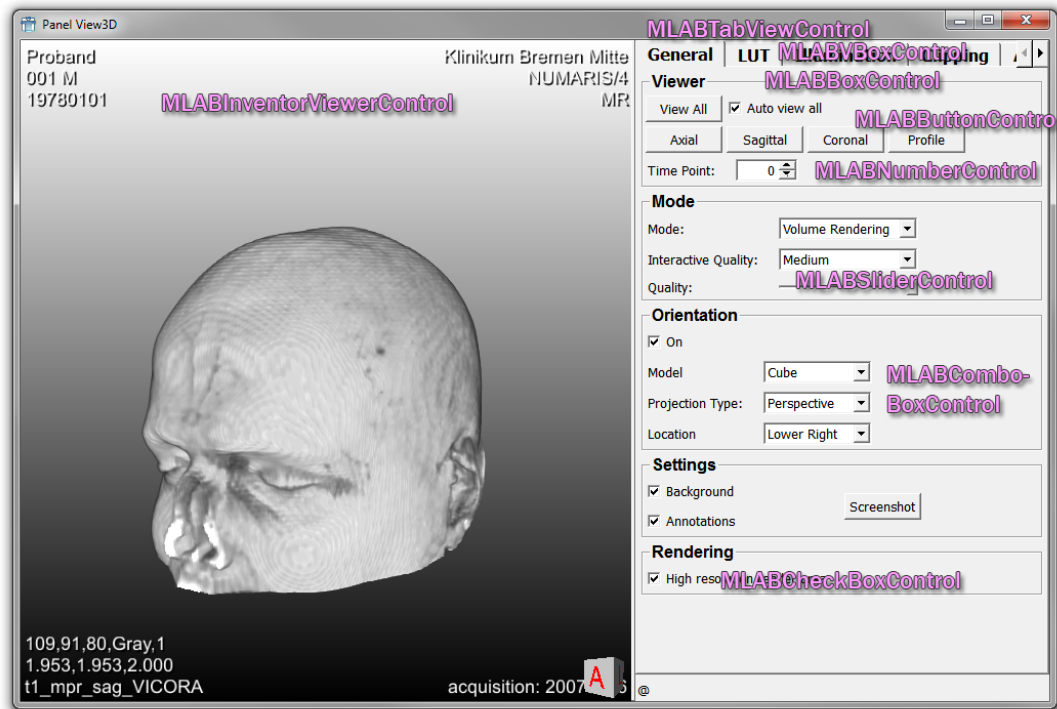 Panel View3D
Proband
001 M
19780101
Klinikum Bremen Mitte
NUMARIS/4
MR
MLABInventorViewerControl
109,91,80,Gray,1
1.953,1.953,2.000
t1_mpr_sag_VICORA
acquisition:
A
MLABTabViewControl
General LUT
MLABVBoxControl
MLABBoxControl
Viewer
View All Auto view all
MLABButtonContro
Axial Sagittal Coronal Profile
Time Point: 0 MLABNumberControl
Mode
Mode: Volume Rendering
Interactive Quality: Medium
Quality: MLABSliderControl
Orientation
On
Model Cube MLABCombo-
Projection Type: Perspective BoxControl
Location Lower Right
Settings
Background
Screenshot
Annotations
Rendering
High
MLABCheckBoxControl
@